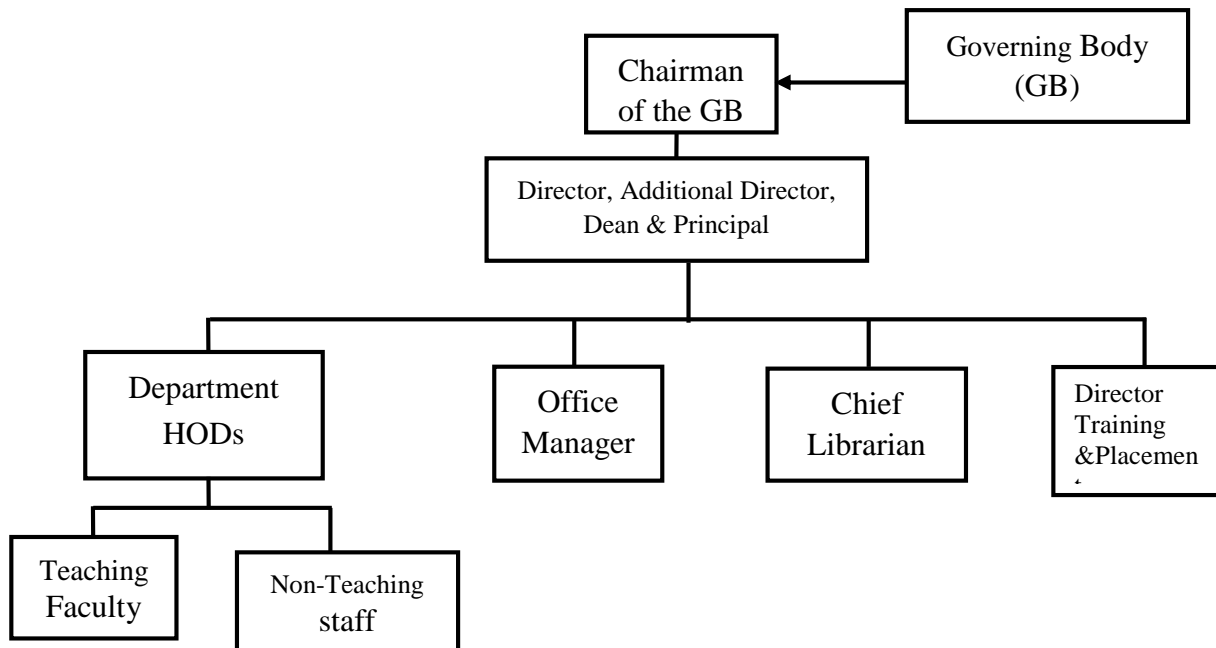 Chairman
of the GB
Governing Body
(GB)
Director, Additional Director,
Dean & Principal
Department
HODs
Office
Manager
Chief
Librarian
Director
Training
&Placemen
Teaching
Faculty
Non-Teaching
staff